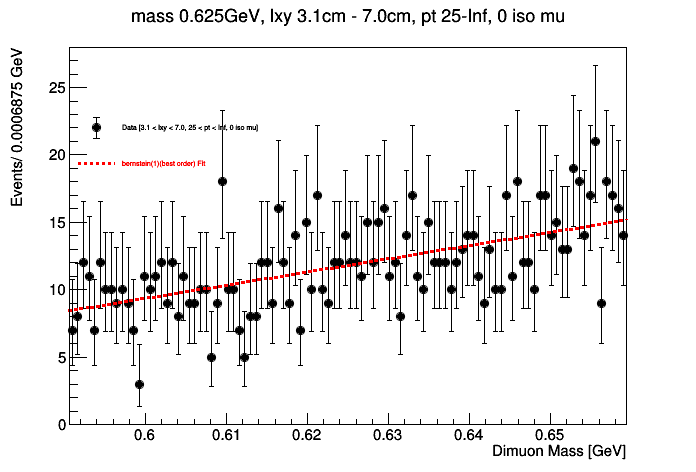 mass 0.625GeV, lxy 3.1cm - 7.0cm, pt 25-Inf, 0 iso mu
Events/ 0.0006875 GeV
25
20
15
10
5
0
Data [3.1 < lxy < 7.0, 25 < pt < Inf, 0 iso mu]
bernstein(1)(best order) Fit
0.6
0.61
0.62
0.63
0.64
0.65
Dimuon Mass [GeV]